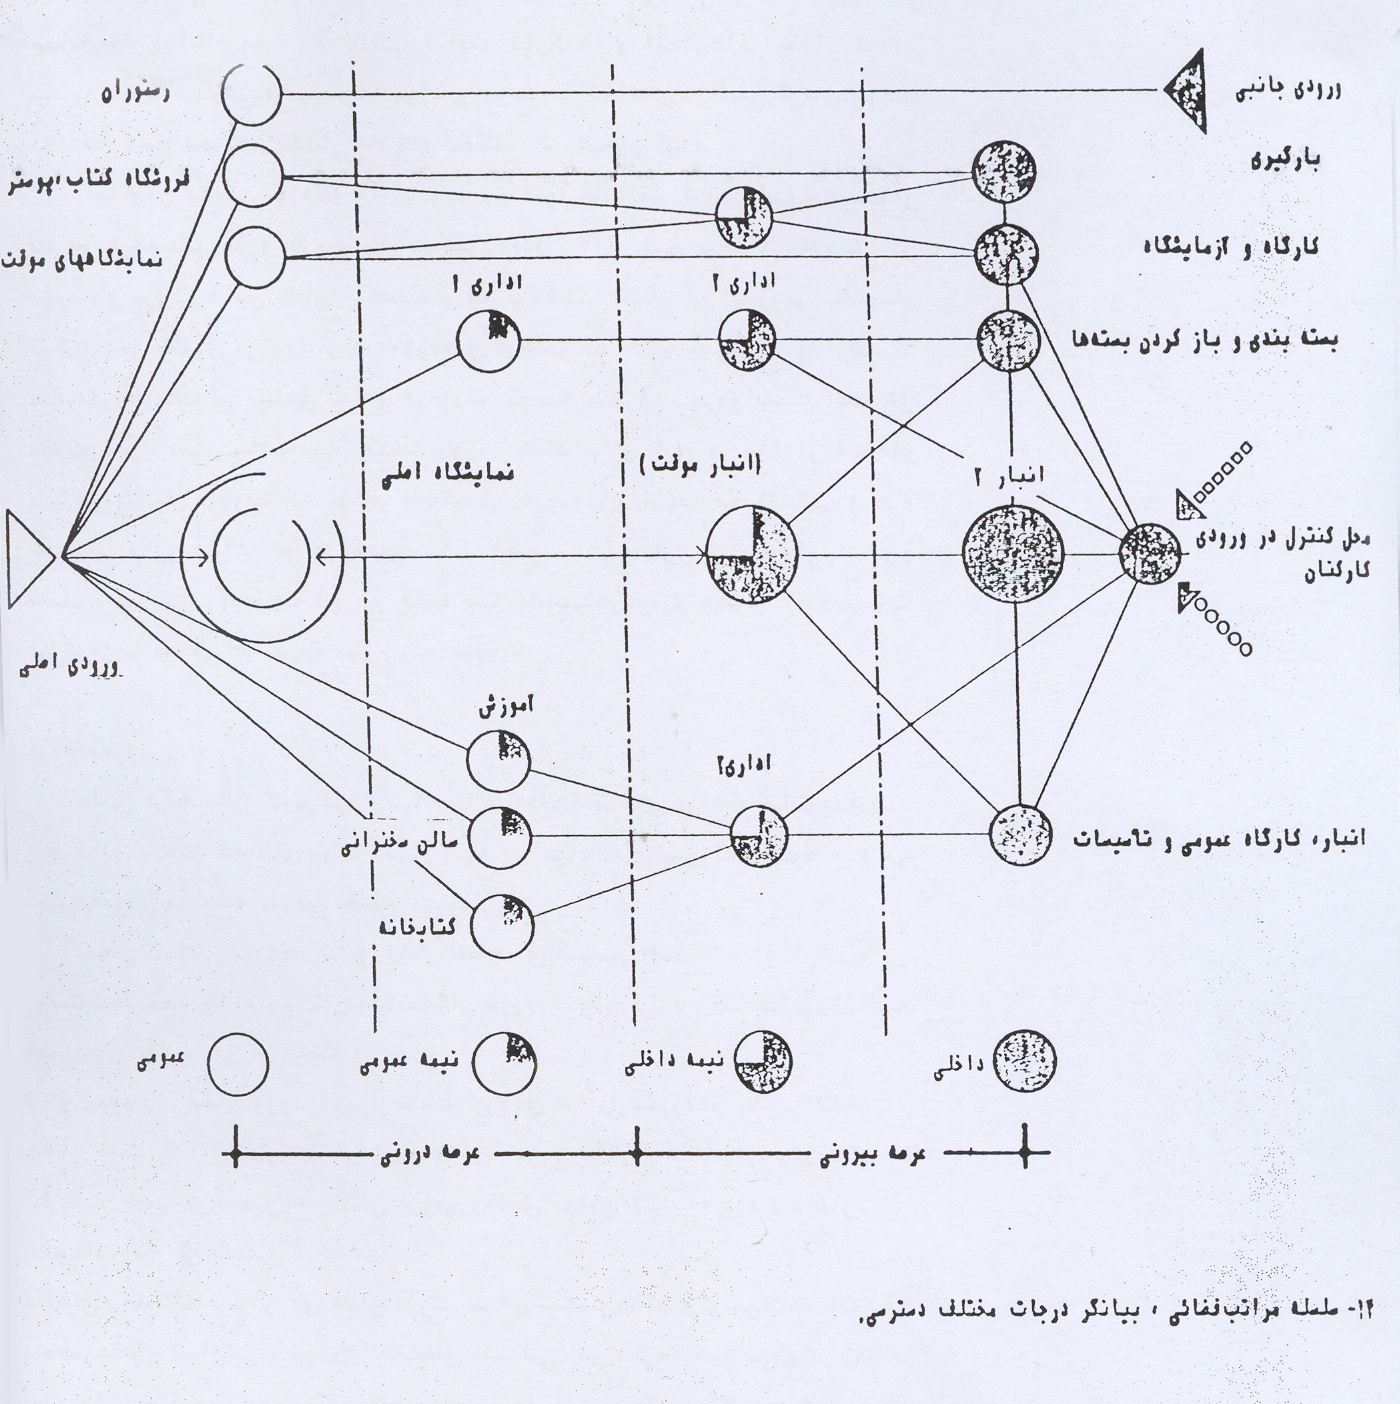 ورودی جانبی
رستوران
بارگیری
فروشگاه کتاب، پوستر
کارگاه و آزمایشگاه
نمایشگاههای موقت
اداری ۲
اداری ۱
بسته بندی و باز کردن بسته‌ها
انبار ۲
(انبار موقت)
نمایشگاه اصلی
محل کنترل در ورودی
کارکنان
ورودی اصلی
آموزش
اداری۲
انبار، کارگاه عمومی و تاسیسات
سالن سخنرانی
کتابخانه
داخلی
نیمه داخلی
نیمه عمومی
عمومی
عرصه بیرونی
عرصه درونی
۱۴- سلسله مراتب‌فضائی، بیانگر درجات مختلف دسترسی.